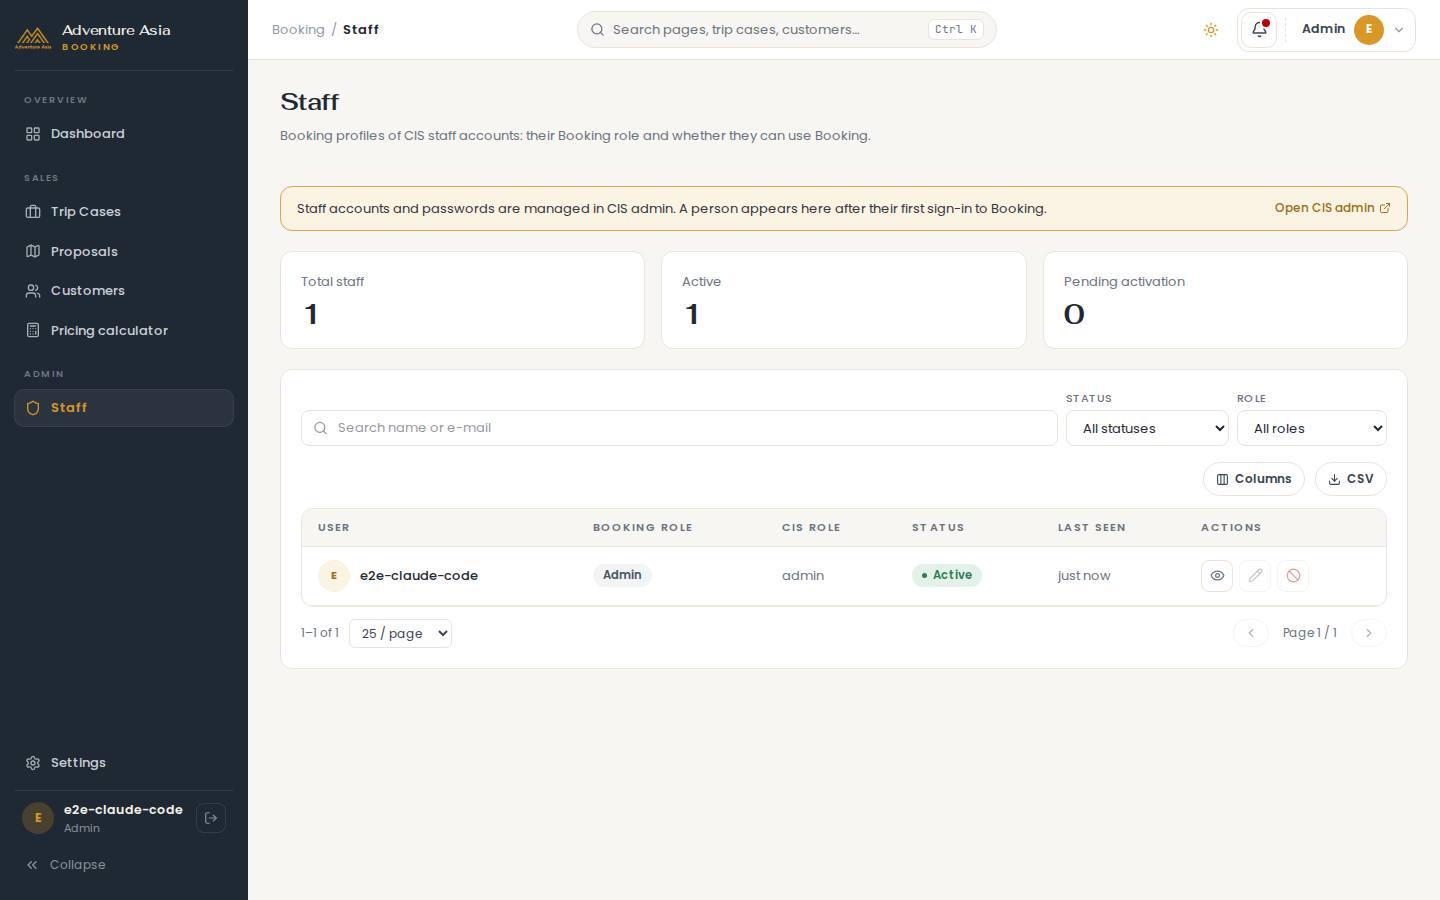 Adventure Asia
BOOKING
Adventure Asia
OVERVIEW
Dashboard
SALES
Trip Cases
Proposals
Customers
Pricing calculator
ADMIN
Staff
Settings
E
e2e-claude-code
Admin
Collapse
Booking / Staff
Search pages, trip cases, customers...
Ctrl K
Admin
E
Staff
Booking profiles of CIS staff accounts: their Booking role and whether they can use Booking.
Staff accounts and passwords are managed in CIS admin. A person appears here after their first sign-in to Booking.
Open CIS admin
Total staff
1
Active
1
Pending activation
0
STATUS
ROLE
Search name or e-mail
All statuses
All roles
Columns
CSV
USER
BOOKING ROLE
CIS ROLE
STATUS
LAST SEEN
ACTIONS
E
e2e-claude-code
Admin
admin
Active
just now
1–1 of 1
25 / page
Page 1 / 1